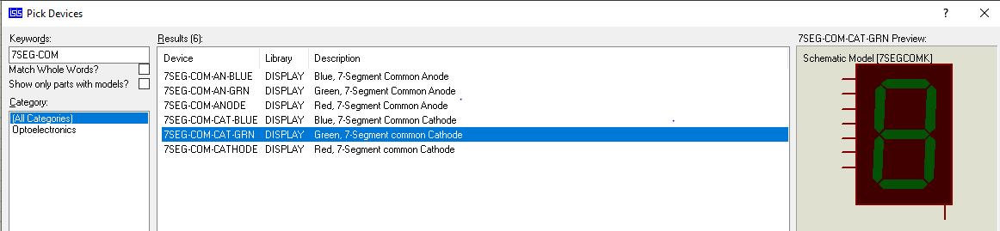 ISIS Pick Devices ? ×
Keywords:
7SEG-COM
Match Whole Words?
Show only parts with models?
Category:
(All Categories)
Optoelectronics
Results (6):
Device Library Description
7SEG-COM-AN-BLUE DISPLAY Blue, 7-Segment Common Anode
7SEG-COM-AN-GRN DISPLAY Green, 7-Segment Common Anode
7SEG-COM-ANODE DISPLAY Red, 7-Segment Common Anode
7SEG-COM-CAT-BLUE DISPLAY Blue, 7-Segment Common Cathode
7SEG-COM-CAT-GRN DISPLAY Green, 7-Segment common Cathode
7SEG-COM-CATHODE DISPLAY Red, 7-Segment common Cathode
7SEG-COM-CAT-GRN Preview:
Schematic Model [7SEGCOMK]